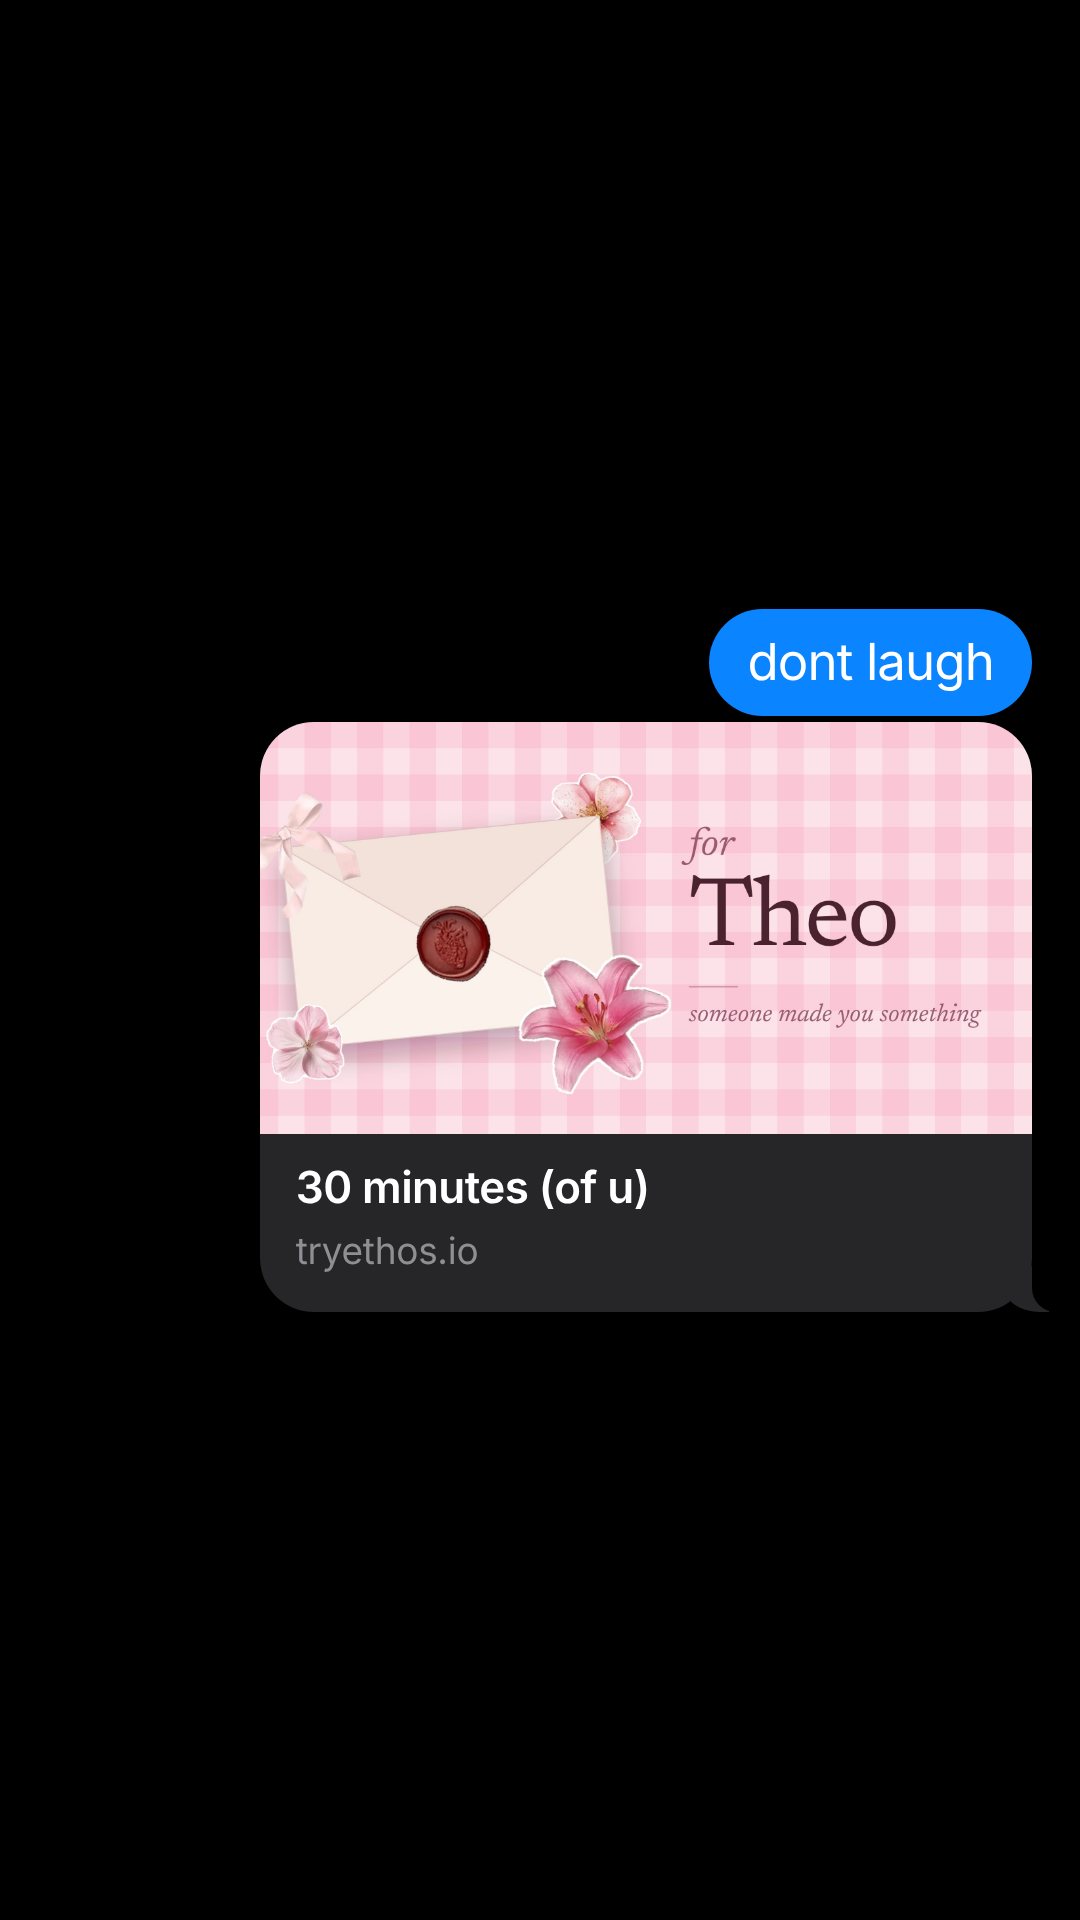 dont laugh
for
Theo
someone made you something
30 minutes (of u)
tryethos.io